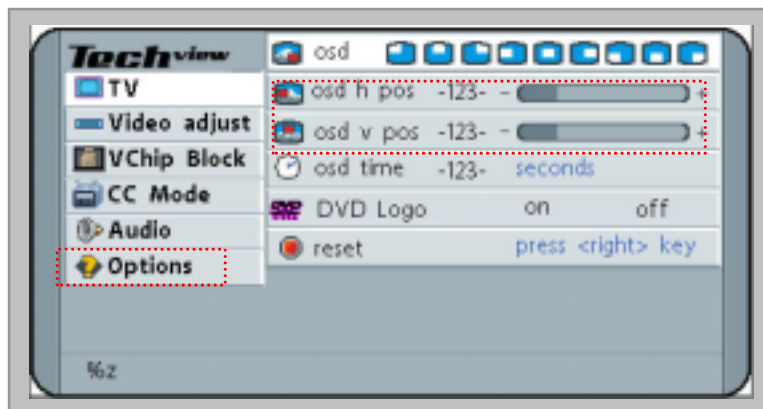 Techview
TV
Video adjust
VChip Block
CC Mode
Audio
Options
osd
osd h pos -123- - +
osd v pos -123- - +
osd time -123- seconds
DVD Logo on off
reset press <right> key
%z